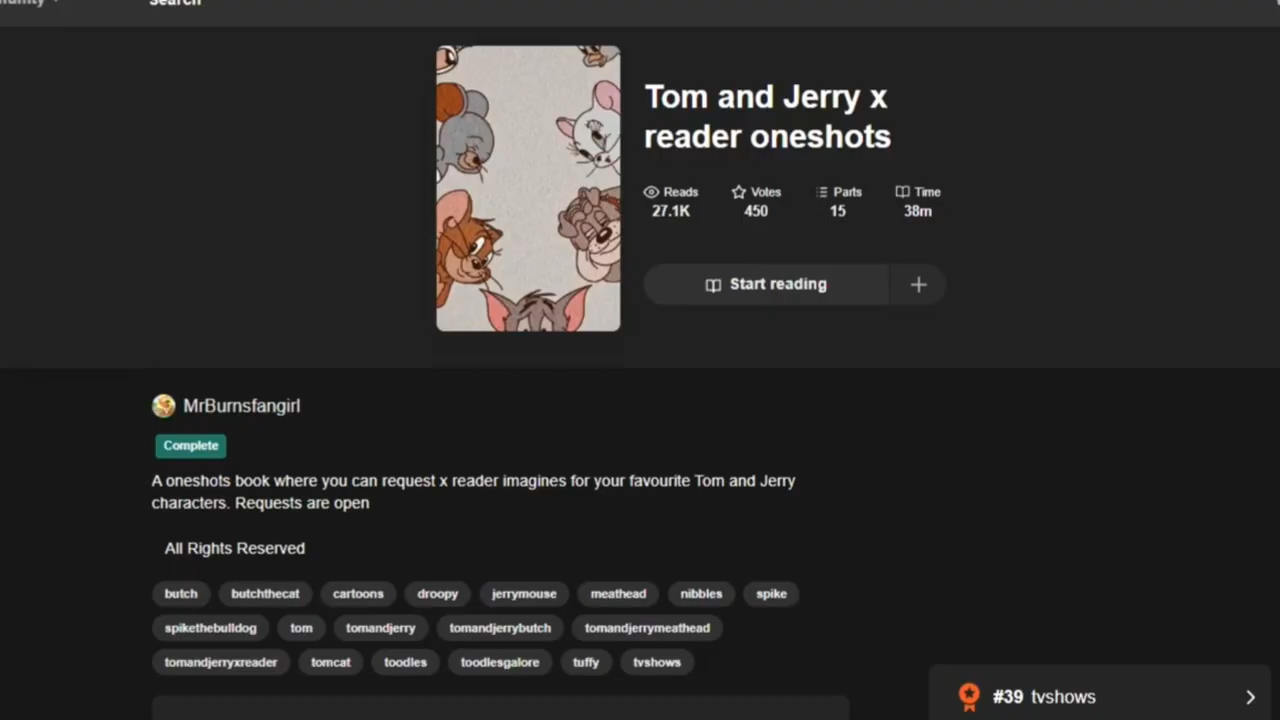 Search
Tom and Jerry x
reader oneshots
Reads Votes Parts Time
27.1K 450 15 38m
Start reading
MrBurnsfangirl
Complete
A oneshots book where you can request x reader imagines for your favourite Tom and Jerry
characters. Requests are open
All Rights Reserved
butch butchthecat cartoons droopy jerrymouse meathead nibbles spike
spikethebulldog tom tomandjerry tomandjerrybutch tomandjerrymeathead
tomandjerryxreader tomcat toodles toodlesgalore tuffy tvshows
#39 tvshows